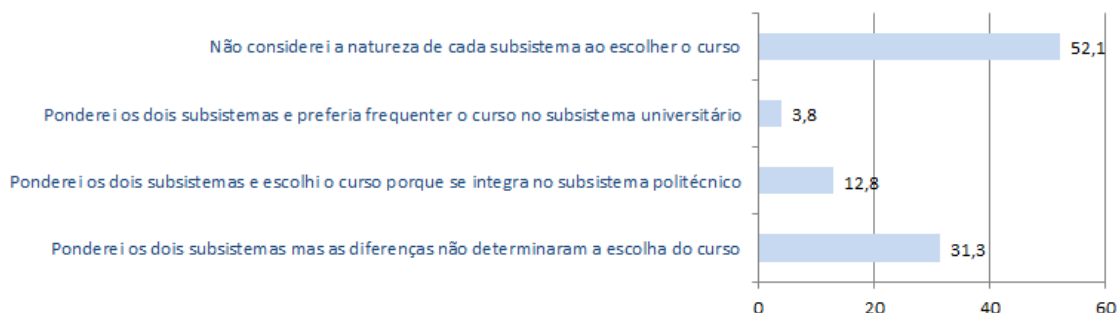 Não considerei a natureza de cada subsistema ao escolher o curso
52,1
Ponderei os dois subsistemas e preferia frequenter o curso no subsistema universitário
3,8
Ponderei os dois subsistemas e escolhi o curso porque se integra no subsistema politécnico
12,8
Ponderei os dois subsistemas mas as diferenças não determinaram a escolha do curso
31,3
0 20 40 60